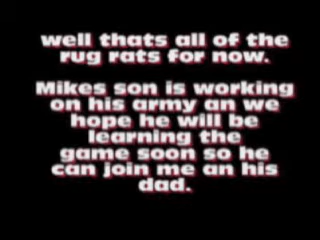 well thats all of the
rug rats for now.
Mikes son is working
on his army an we
hope he will be
learning the
game soon so he
can join me an his
dad.